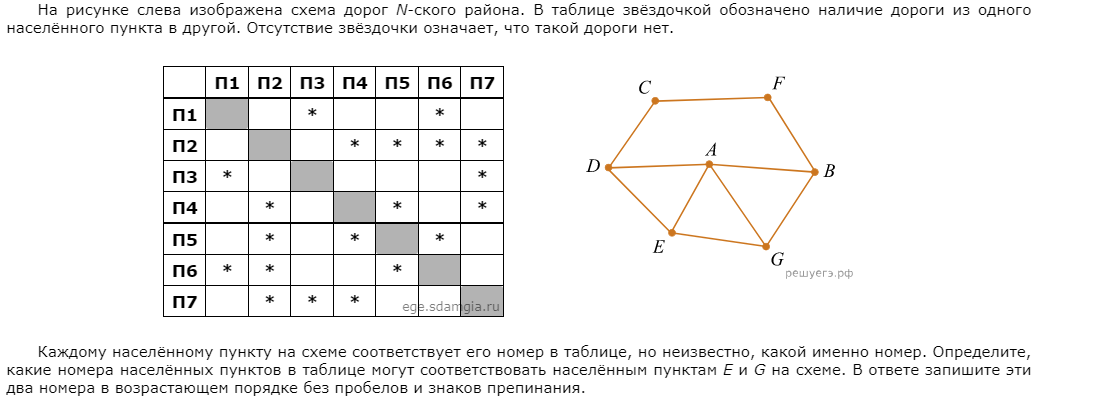 На рисунке слева изображена схема дорог N-ского района. В таблице звёздочкой обозначено наличие дороги из одного
населённого пункта в другой. Отсутствие звёздочки означает, что такой дороги нет.
П1 П2 П3 П4 П5 П6 П7
П1 * *
П2 * * * *
П3 * *
П4 * * *
П5 * * *
П6 * * *
П7 * * *
ege.sdamgia.ru
C F
D A B
E G
решуегэ.рф
Каждому населённому пункту на схеме соответствует его номер в таблице, но неизвестно, какой именно номер. Определите,
какие номера населённых пунктов в таблице могут соответствовать населённым пунктам E и G на схеме. В ответе запишите эти
два номера в возрастающем порядке без пробелов и знаков препинания.